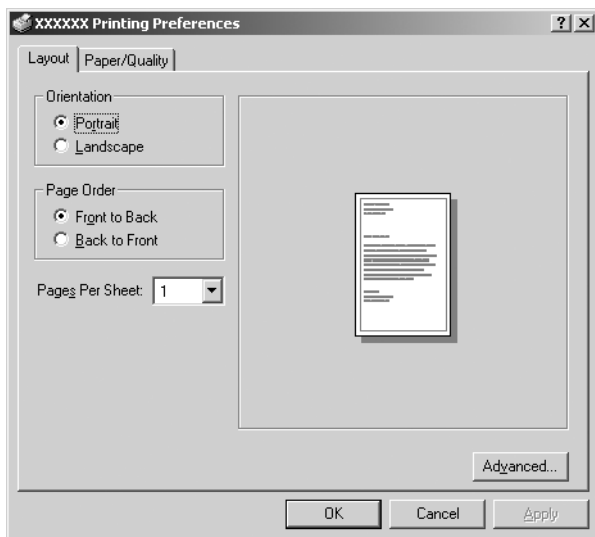 XXXXXX Printing Preferences
Layout
Paper/Quality
Orientation
Portrait
Landscape
Page Order
Front to Back
Back to Front
Pages Per Sheet: 1
Advanced...
OK
Cancel
Apply